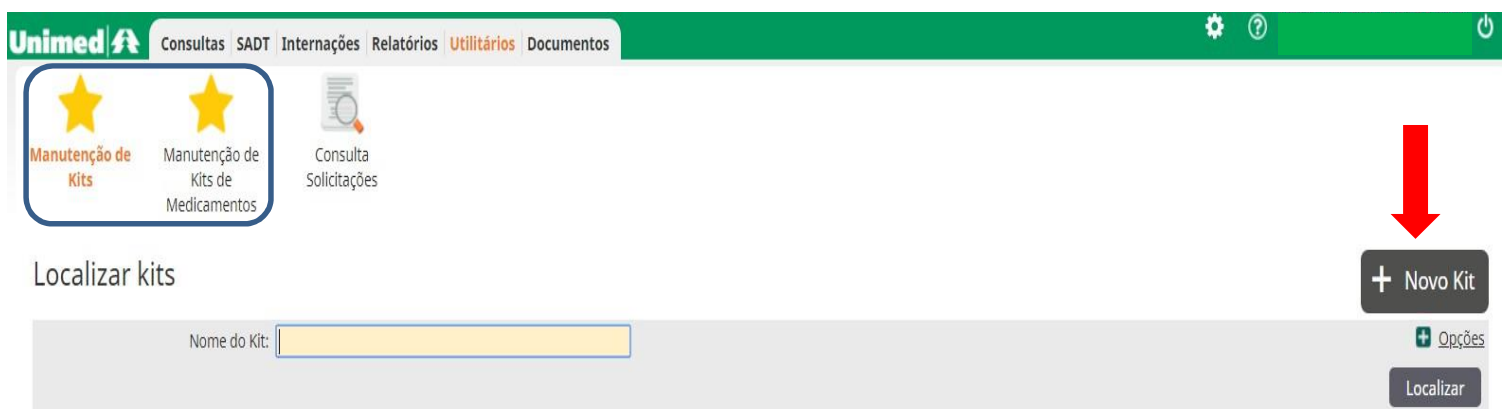 Unimed Consultas SADT Internações Relatórios Utilitários Documentos ?
Manutenção de Kits
Manutenção de Kits de Medicamentos
Consulta Solicitações
Localizar kits
+ Novo Kit
Nome do Kit:
+ Opções
Localizar